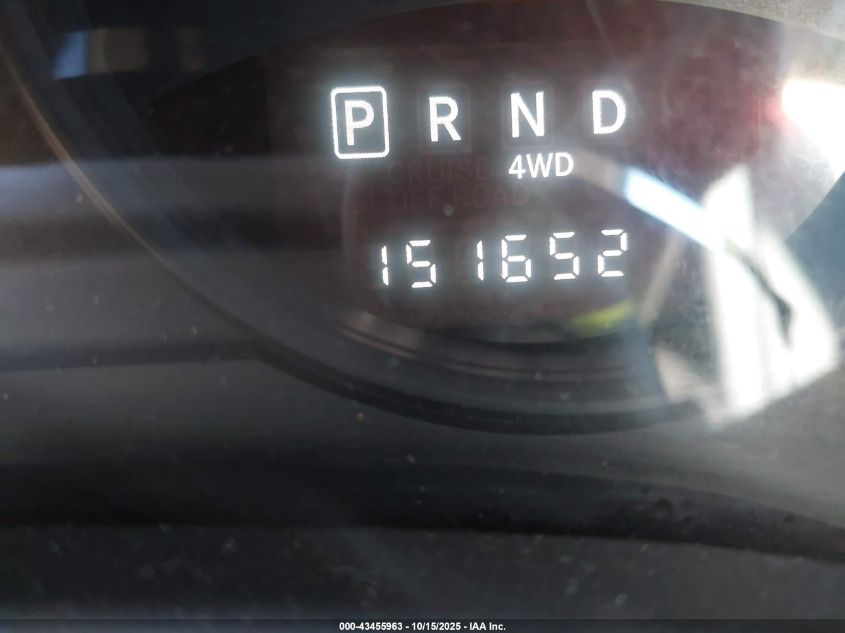 P R N D
4WD
CRUISE
OFF ROAD
151652
000-43455963 - 10/15/2025 - IAA Inc.